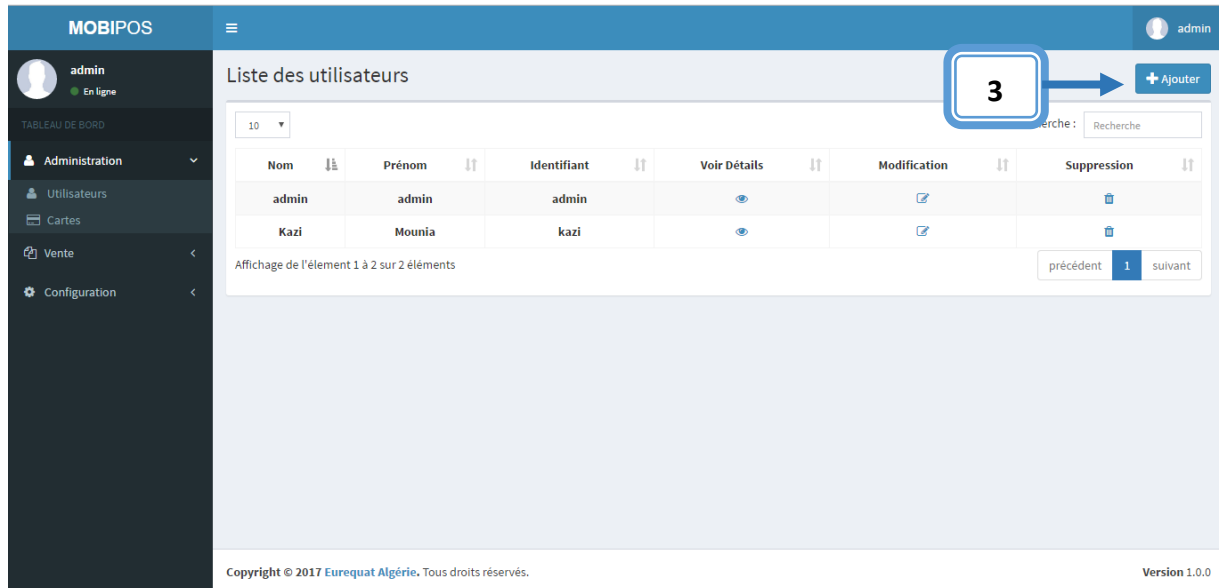 MOBIPOS
admin
admin
En ligne
Liste des utilisateurs
3
Ajouter
TABLEAU DE BORD
10
erche :
Recherche
Administration
Utilisateurs
Cartes
Vente
Configuration
Nom Prénom Identifiant Voir Détails Modification Suppression
admin admin admin
Kazi Mounia kazi
Affichage de l'élement 1 à 2 sur 2 éléments
précédent 1 suivant
Copyright © 2017 Eurequat Algérie. Tous droits réservés.
Version 1.0.0